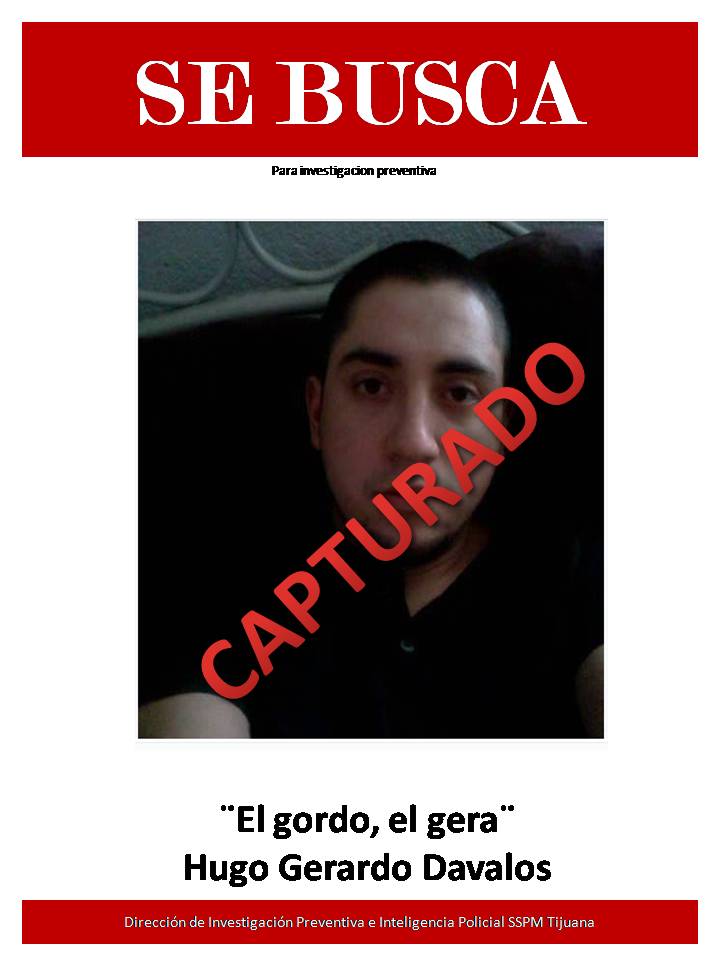 SE BUSCA
Para investigacion preventiva
CAPTURADO
¨El gordo, el gera¨
Hugo Gerardo Davalos
Dirección de Investigación Preventiva e Inteligencia Policial SSPM Tijuana